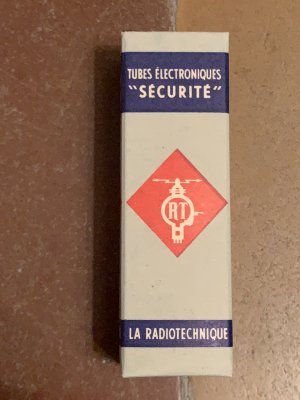 TUBES ÉLECTRONIQUES
"SÉCURITÉ"
RT
LA RADIOTECHNIQUE